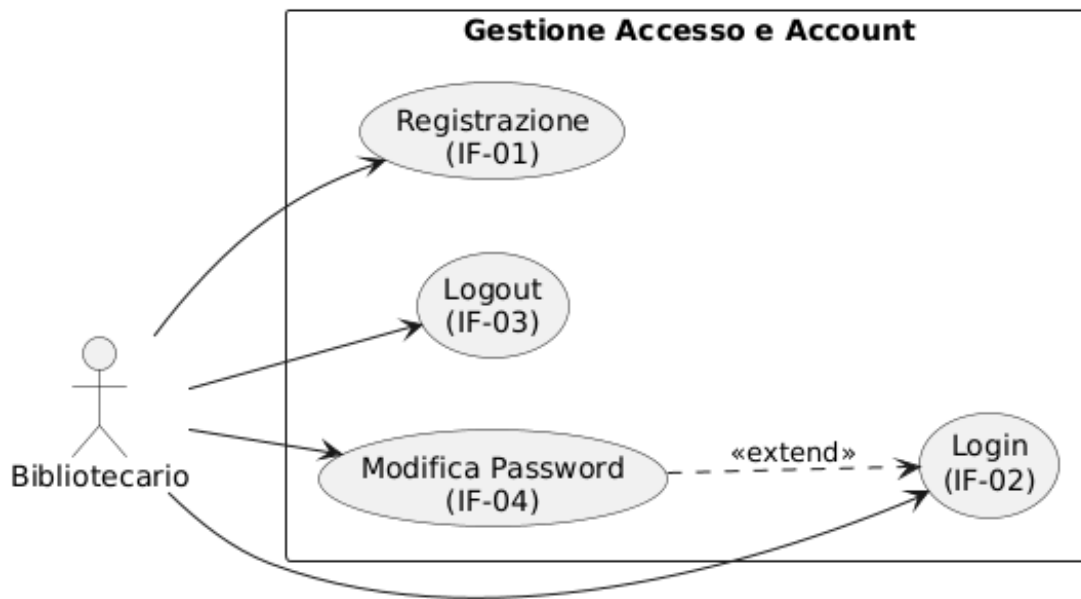 Gestione Accesso e Account
Registrazione
(IF-01)
Logout
(IF-03)
Modifica Password
(IF-04)
«extend»
Login
(IF-02)
Bibliotecario